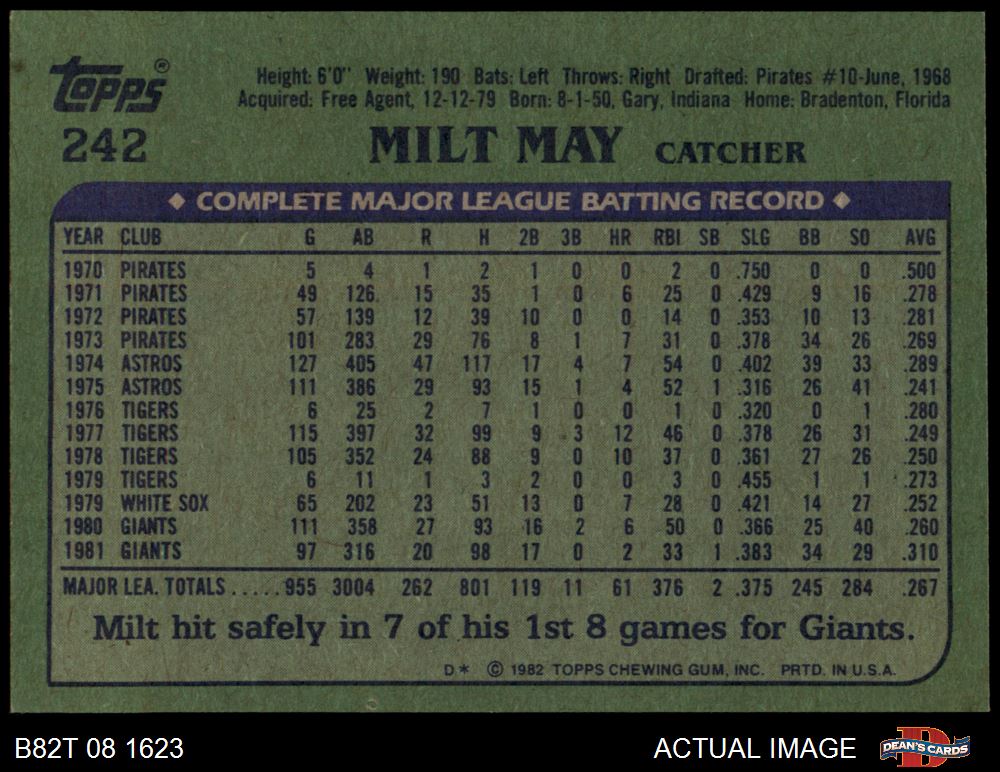 Topps®
Height: 6'0" Weight: 190 Bats: Left Throws: Right Drafted: Pirates #10-June, 1968
Acquired: Free Agent, 12-12-79 Born: 8-1-50, Gary, Indiana Home: Bradenton, Florida
242 MILT MAY CATCHER
◆ COMPLETE MAJOR LEAGUE BATTING RECORD ◆
YEAR CLUB G AB R H 2B 3B HR RBI SB SLG BB SO AVG
1970 PIRATES 5 4 1 2 1 0 0 2 0 .750 0 0 .500
1971 PIRATES 49 126 15 35 1 0 6 25 0 .429 9 16 .278
1972 PIRATES 57 139 12 39 10 0 0 14 0 .353 10 13 .281
1973 PIRATES 101 283 29 76 8 1 7 31 0 .378 34 26 .269
1974 ASTROS 127 405 47 117 17 4 7 54 0 .402 39 33 .289
1975 ASTROS 111 386 29 93 15 1 4 52 1 .316 26 41 .241
1976 TIGERS 6 25 2 7 1 0 0 1 0 .320 0 1 .280
1977 TIGERS 115 397 32 99 9 3 12 46 0 .378 26 31 .249
1978 TIGERS 105 352 24 88 9 0 10 37 0 .361 27 26 .250
1979 TIGERS 6 11 1 3 2 0 0 3 0 .455 1 1 .273
1979 WHITE SOX 65 202 23 51 13 0 7 28 0 .421 14 27 .252
1980 GIANTS 111 358 27 93 16 2 6 50 0 .366 25 40 .260
1981 GIANTS 97 316 20 98 17 0 2 33 1 .383 34 29 .310
MAJOR LEA. TOTALS.....955 3004 262 801 119 11 61 376 2 .375 245 284 .267
Milt hit safely in 7 of his 1st 8 games for Giants.
D* © 1982 TOPPS CHEWING GUM, INC. PRTD. IN U.S.A.
B82T 08 1623
ACTUAL IMAGE
D DEAN'S CARDS